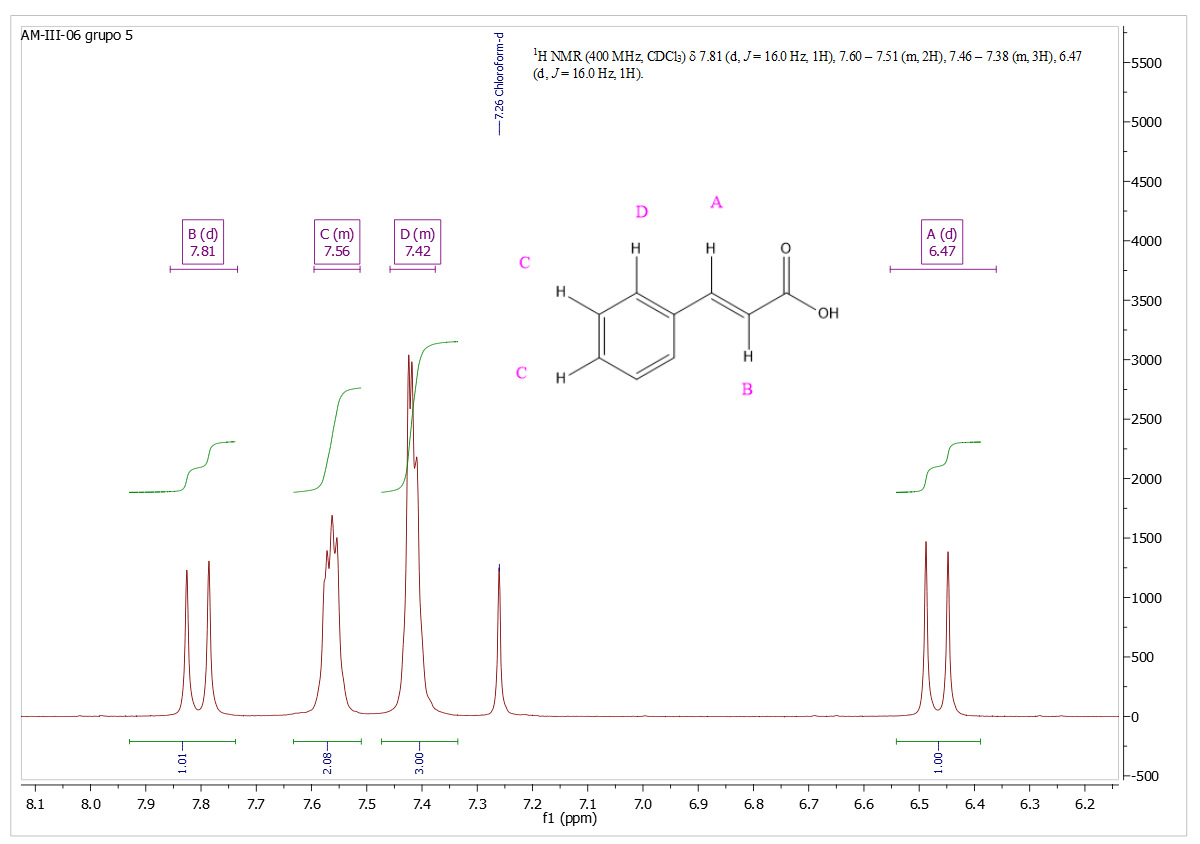 AM-III-06 grupo 5
¹H NMR (400 MHz, CDCl₃) δ 7.81 (d, J = 16.0 Hz, 1H), 7.60 – 7.51 (m, 2H), 7.46 – 7.38 (m, 3H), 6.47
(d, J = 16.0 Hz, 1H).
7.26 Chloroform-d
B (d)
7.81
C (m)
7.56
D (m)
7.42
A (d)
6.47
D
A
C
H
H
O
H
OH
H
H
C
B
5500
5000
4500
4000
3500
3000
2500
2000
1500
1000
500
0
-500
1.01
2.08
3.00
1.00
8.1 8.0 7.9 7.8 7.7 7.6 7.5 7.4 7.3 7.2 7.1 7.0 6.9 6.8 6.7 6.6 6.5 6.4 6.3 6.2
f1 (ppm)